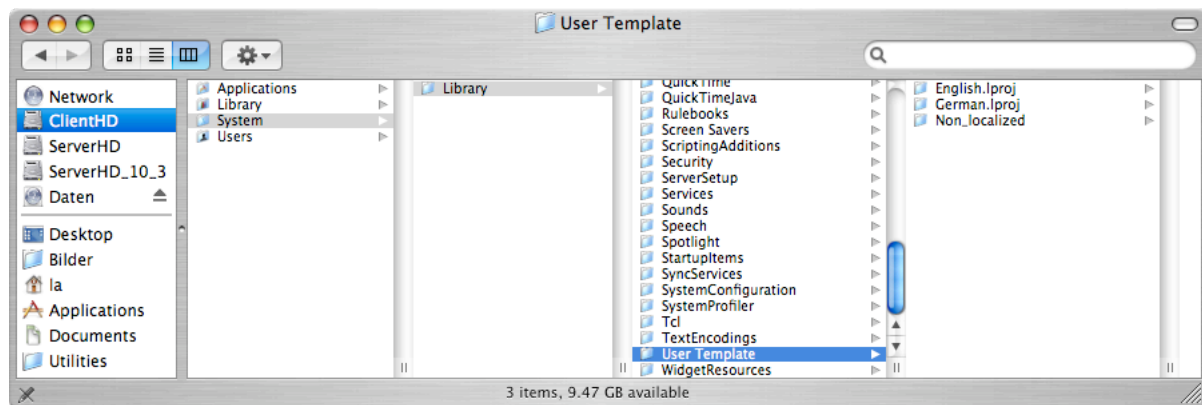 User Template
Network
ClientHD
ServerHD
ServerHD_10_3
Daten
Desktop
Bilder
la
Applications
Documents
Utilities
Applications
Library
System
Users
Library
QuickTime
QuickTimeJava
Rulebooks
Screen Savers
ScriptingAdditions
Security
ServerSetup
Services
Sounds
Speech
Spotlight
StartupItems
SyncServices
SystemConfiguration
SystemProfiler
Tcl
TextEncodings
User Template
WidgetResources
English.lproj
German.lproj
Non_localized
3 items, 9.47 GB available